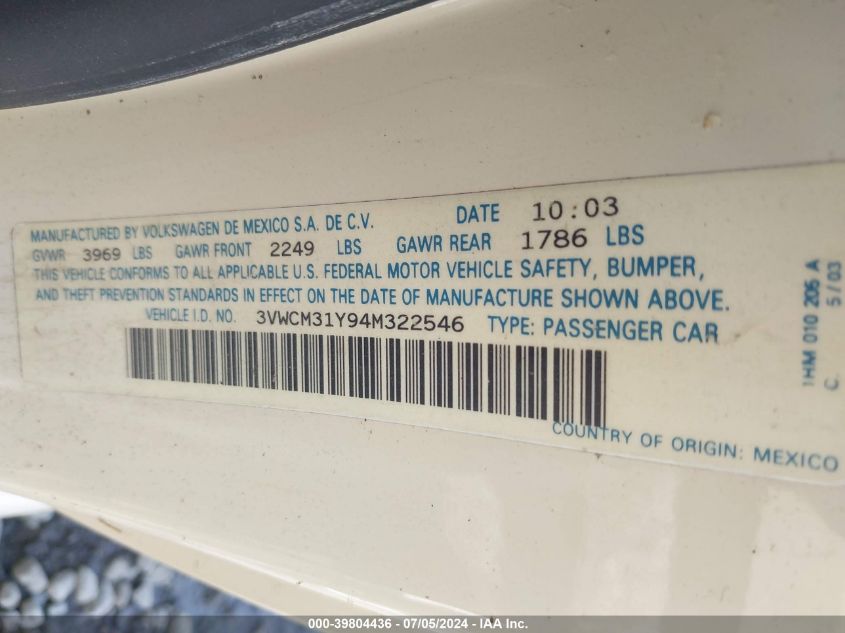 MANUFACTURED BY VOLKSWAGEN DE MEXICO S.A. DE C.V. DATE 10:03
GVWR 3969 LBS GAWR FRONT 2249 LBS GAWR REAR 1786 LBS
THIS VEHICLE CONFORMS TO ALL APPLICABLE U.S. FEDERAL MOTOR VEHICLE SAFETY, BUMPER,
AND THEFT PREVENTION STANDARDS IN EFFECT ON THE DATE OF MANUFACTURE SHOWN ABOVE.
VEHICLE I.D. NO. 3VWCM31Y94M322546 TYPE: PASSENGER CAR
COUNTRY OF ORIGIN: MEXICO
1HM 010 206 A
C. 5/03
000-39804436 - 07/05/2024 - IAA Inc.